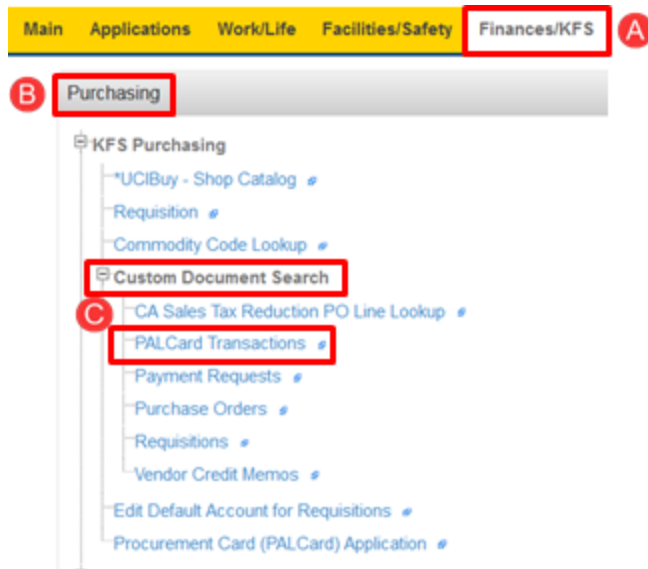 Main Applications Work/Life Facilities/Safety Finances/KFS A
B Purchasing
KFS Purchasing
*UCIBuy - Shop Catalog
Requisition
Commodity Code Lookup
Custom Document Search
C CA Sales Tax Reduction PO Line Lookup
PALCard Transactions
Payment Requests
Purchase Orders
Requisitions
Vendor Credit Memos
Edit Default Account for Requisitions
Procurement Card (PALCard) Application